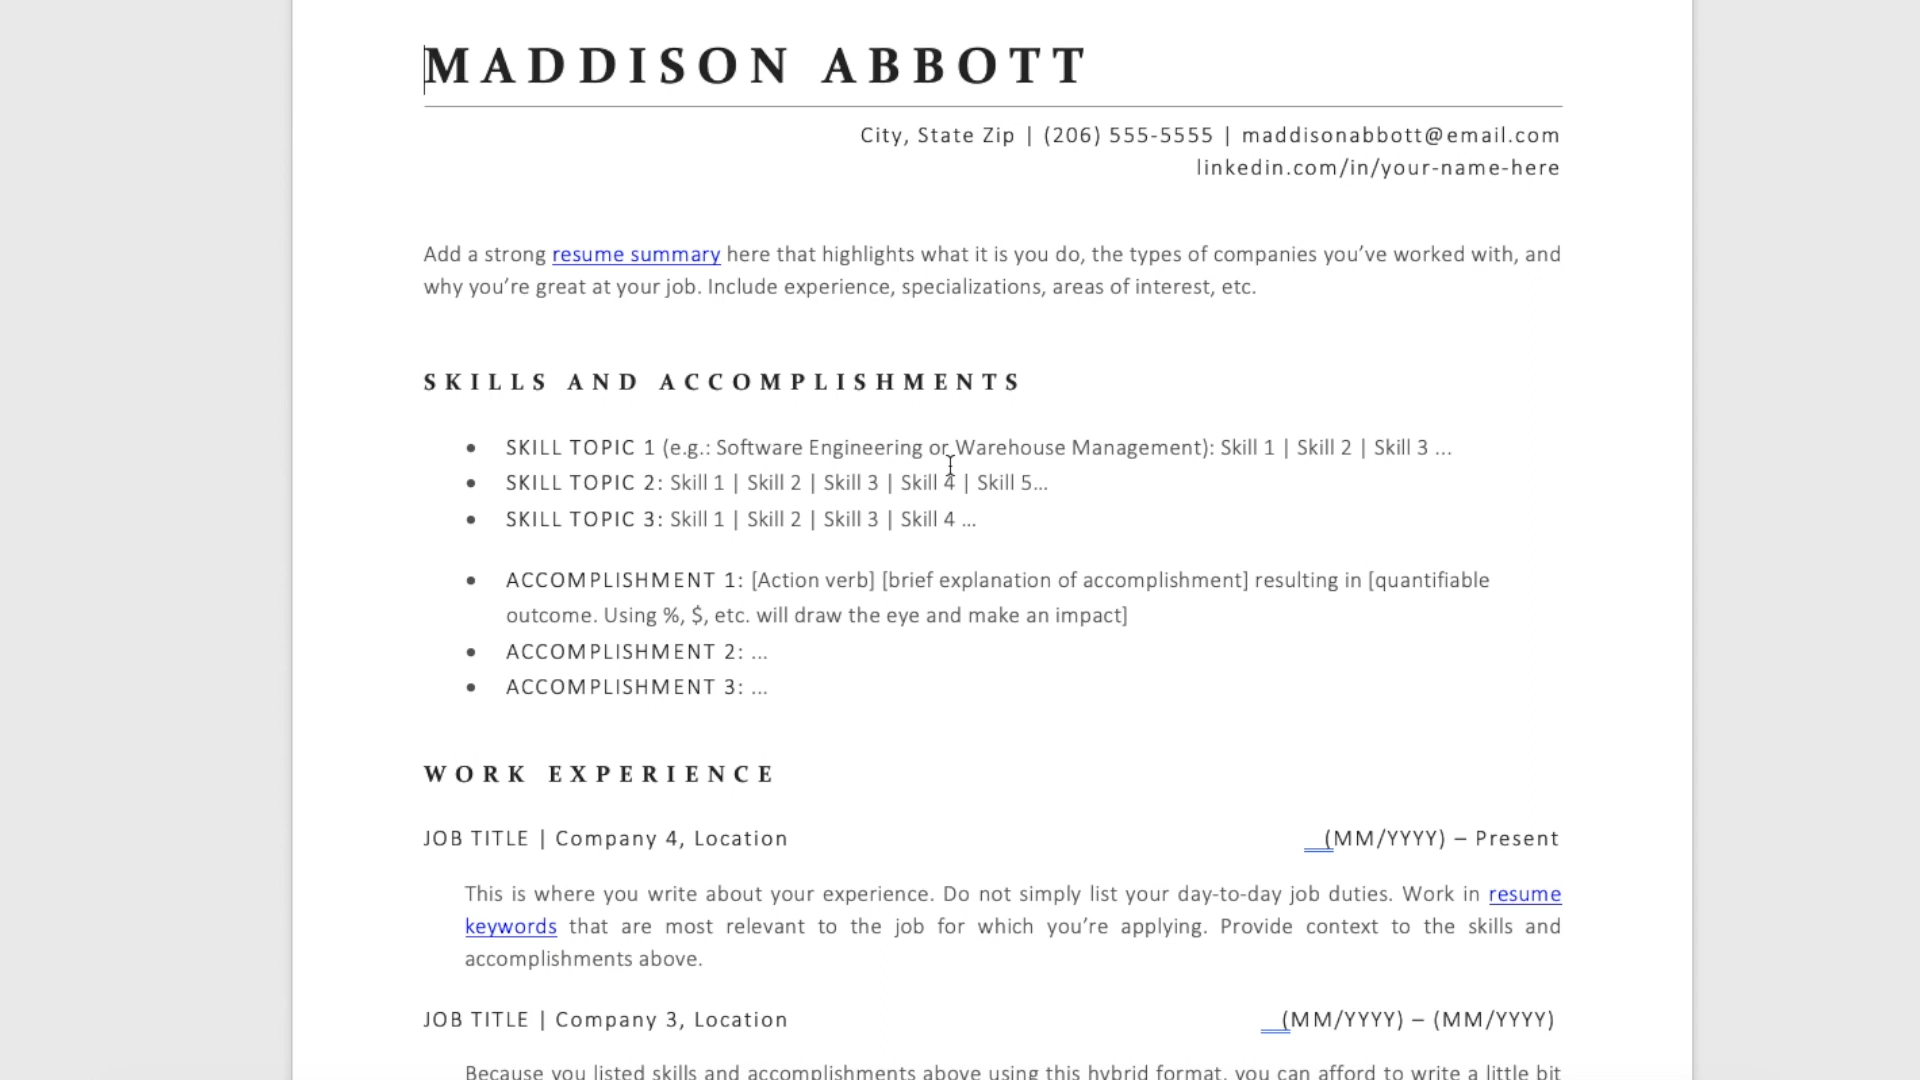 MADDISON ABBOTT
City, State Zip | (206) 555-5555 | maddisonabbott@email.com
linkedin.com/in/your-name-here
Add a strong resume summary here that highlights what it is you do, the types of companies you’ve worked with, and
why you’re great at your job. Include experience, specializations, areas of interest, etc.
SKILLS AND ACCOMPLISHMENTS
• SKILL TOPIC 1 (e.g.: Software Engineering or Warehouse Management): Skill 1 | Skill 2 | Skill 3 ...
• SKILL TOPIC 2: Skill 1 | Skill 2 | Skill 3 | Skill 4 | Skill 5...
• SKILL TOPIC 3: Skill 1 | Skill 2 | Skill 3 | Skill 4 ...
• ACCOMPLISHMENT 1: [Action verb] [brief explanation of accomplishment] resulting in [quantifiable
outcome. Using %, $, etc. will draw the eye and make an impact]
• ACCOMPLISHMENT 2: ...
• ACCOMPLISHMENT 3: ...
WORK EXPERIENCE
JOB TITLE | Company 4, Location (MM/YYYY) – Present
This is where you write about your experience. Do not simply list your day-to-day job duties. Work in resume
keywords that are most relevant to the job for which you’re applying. Provide context to the skills and
accomplishments above.
JOB TITLE | Company 3, Location (MM/YYYY) – (MM/YYYY)
Because you listed skills and accomplishments above using this hybrid format, you can afford to write a little bit